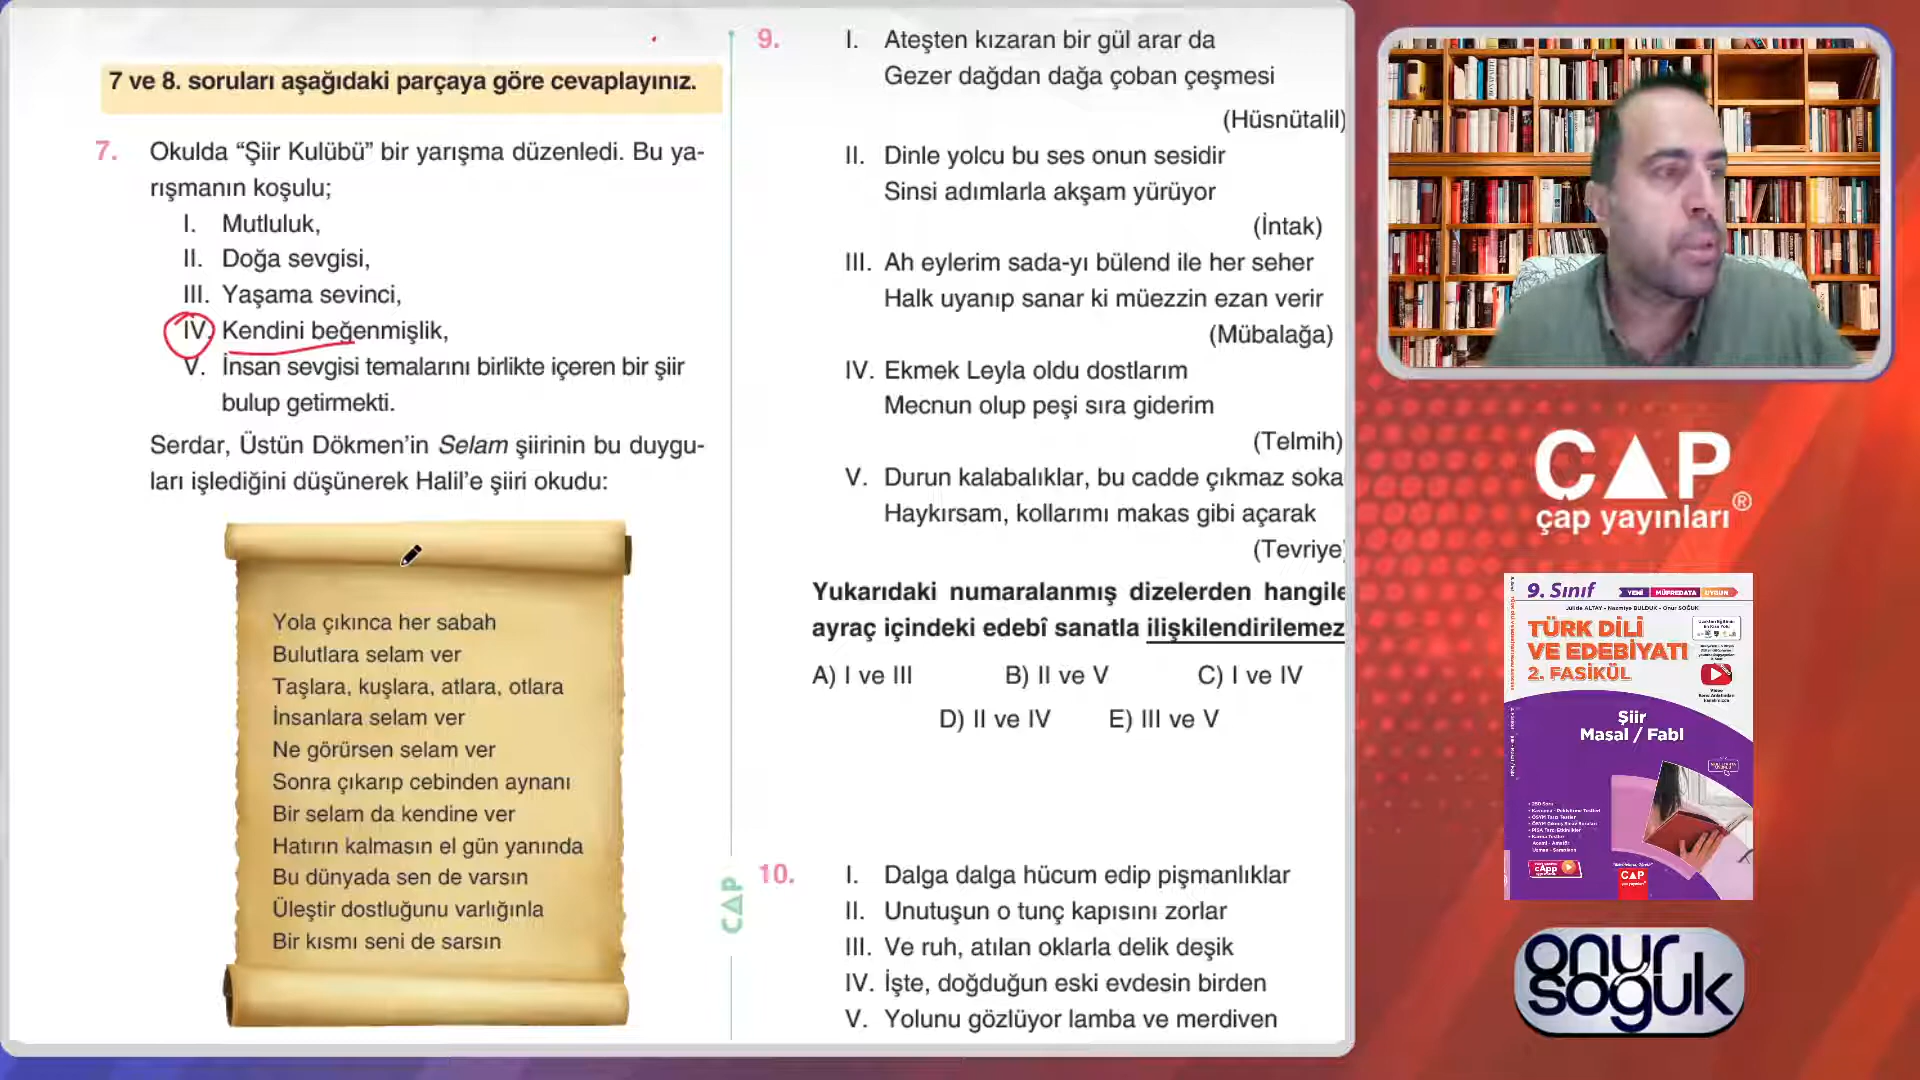 7 ve 8. soruları aşağıdaki parçaya göre cevaplayınız.
7. Okulda “Şiir Kulübü” bir yarışma düzenledi. Bu ya-
rışmanın koşulu;
I. Mutluluk,
II. Doğa sevgisi,
III. Yaşama sevinci,
IV. Kendini beğenmişlik,
V. İnsan sevgisi temalarını birlikte içeren bir şiir
bulup getirmekti.
Serdar, Üstün Dökmen’in Selam şiirinin bu duygu-
ları işlediğini düşünerek Halil’e şiiri okudu:
Yola çıkınca her sabah
Bulutlara selam ver
Taşlara, kuşlara, atlara, otlara
İnsanlara selam ver
Ne görürsen selam ver
Sonra çıkarıp cebinden aynanı
Bir selam da kendine ver
Hatırın kalmasın el gün yanında
Bu dünyada sen de varsın
Üleştir dostluğunu varlığınla
Bir kısmı seni de sarsın
ÇAP
9. I. Ateşten kızaran bir gül arar da
Gezer dağdan dağa çoban çeşmesi
(Hüsnütalil)
II. Dinle yolcu bu ses onun sesidir
Sinsi adımlarla akşam yürüyor
(İntak)
III. Ah eylerim sada-yı bülend ile her seher
Halk uyanıp sanar ki müezzin ezan verir
(Mübalağa)
IV. Ekmek Leyla oldu dostlarım
Mecnun olup peşi sıra giderim
(Telmih)
V. Durun kalabalıklar, bu cadde çıkmaz soka
Haykırsam, kollarımı makas gibi açarak
(Tevriye)
Yukarıdaki numaralanmış dizelerden hangile
ayraç içindeki edebî sanatla ilişkilendirilemez
A) I ve III B) II ve V C) I ve IV
D) II ve IV E) III ve V
10. I. Dalga dalga hücum edip pişmanlıklar
II. Unutuşun o tunç kapısını zorlar
III. Ve ruh, atılan oklarla delik deşik
IV. İşte, doğduğun eski evdesin birden
V. Yolunu gözlüyor lamba ve merdiven
ÇAP®
çap yayınları
9. Sınıf
YENİ MÜFREDATA UYGUN
Jülide ALTAY - Nazmiye BULDUK - Onur SOĞUK
TÜRK DİLİ
VE EDEBİYATI
2. FASİKÜL
Şiir
Masal / Fabl
ÇAP
onur
soğuk